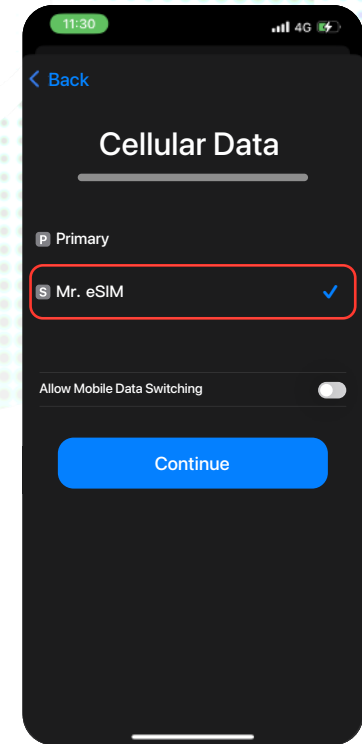 11:30
4G
Back
Cellular Data
P Primary
S Mr. eSIM
Allow Mobile Data Switching
Continue